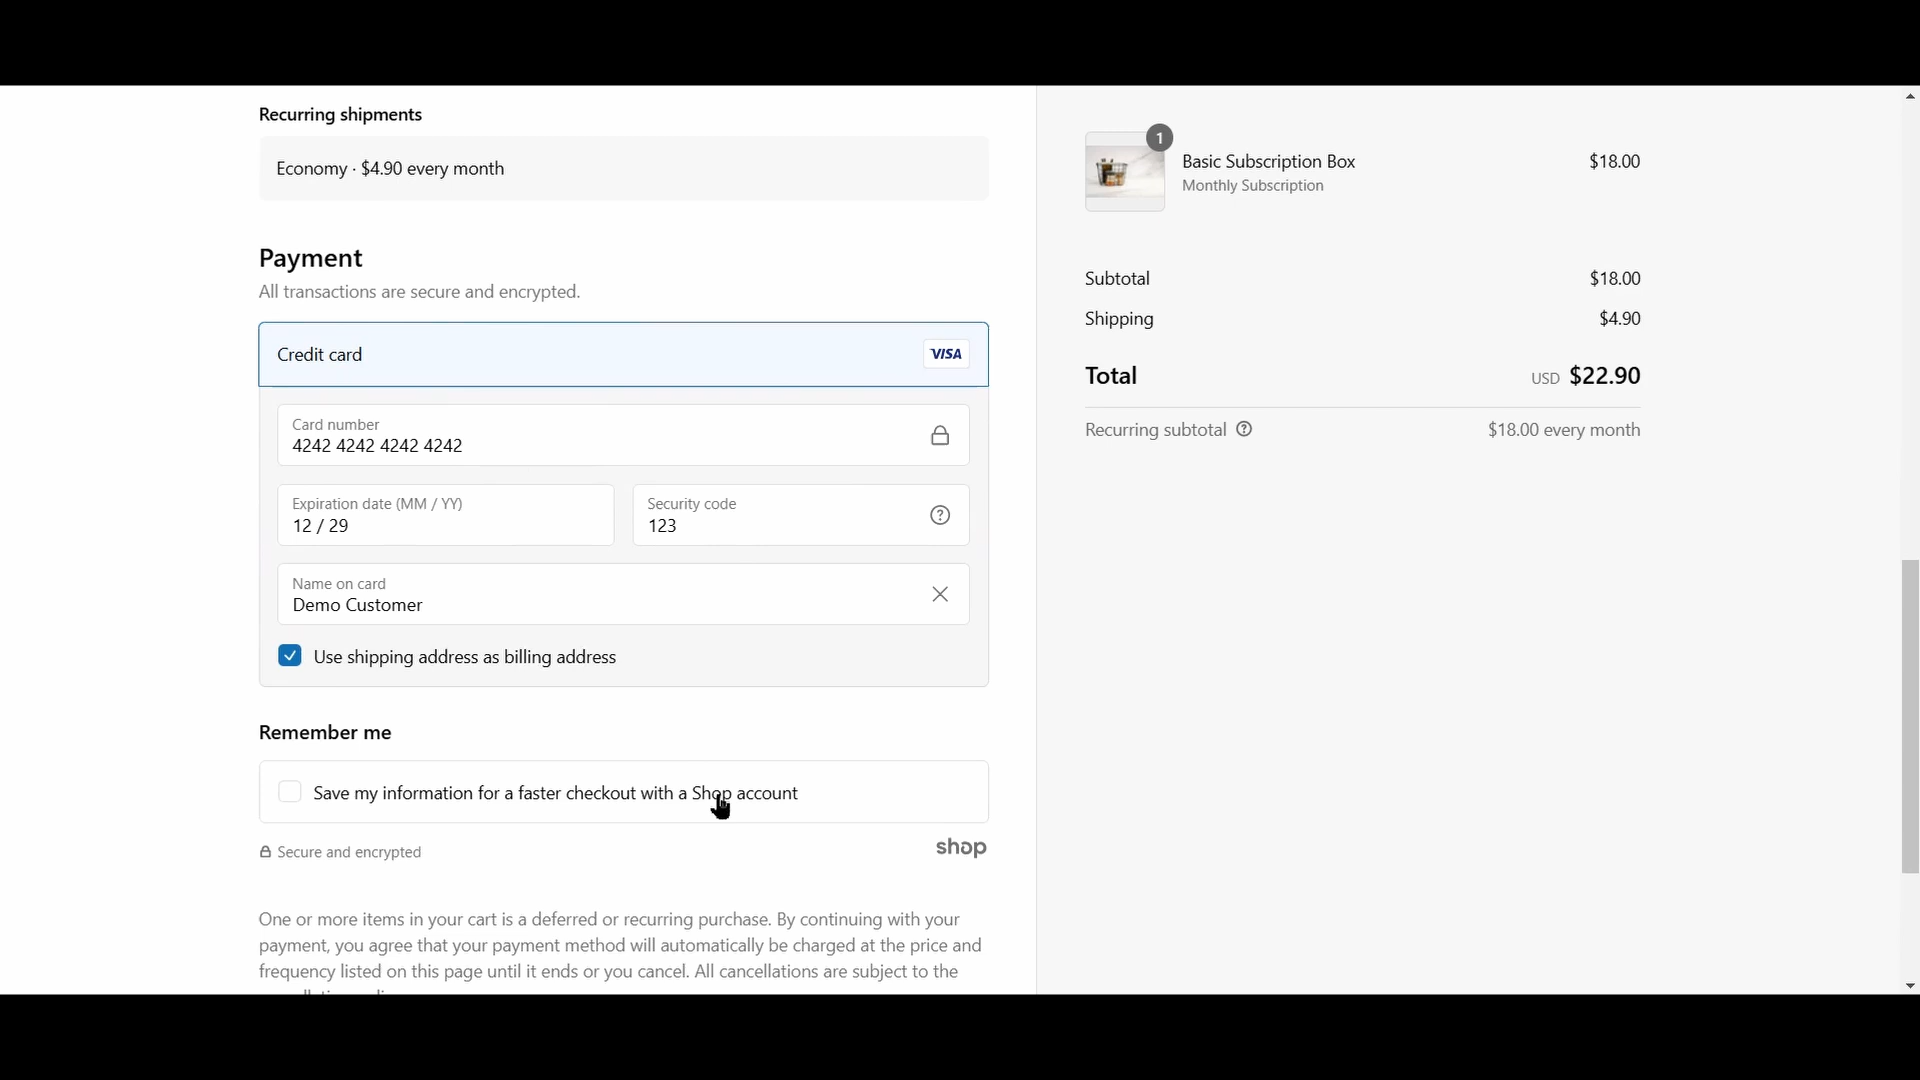 Recurring shipments
Economy · $4.90 every month
Payment
All transactions are secure and encrypted.
Credit card
VISA
Card number
4242 4242 4242 4242
Expiration date (MM / YY)
12 / 29
Security code
123
Name on card
Demo Customer
Use shipping address as billing address
Remember me
Save my information for a faster checkout with a Shop account
Secure and encrypted
shop
One or more items in your cart is a deferred or recurring purchase. By continuing with your
payment, you agree that your payment method will automatically be charged at the price and
frequency listed on this page until it ends or you cancel. All cancellations are subject to the
1
Basic Subscription Box
$18.00
Monthly Subscription
Subtotal
$18.00
Shipping
$4.90
Total
USD $22.90
Recurring subtotal
$18.00 every month